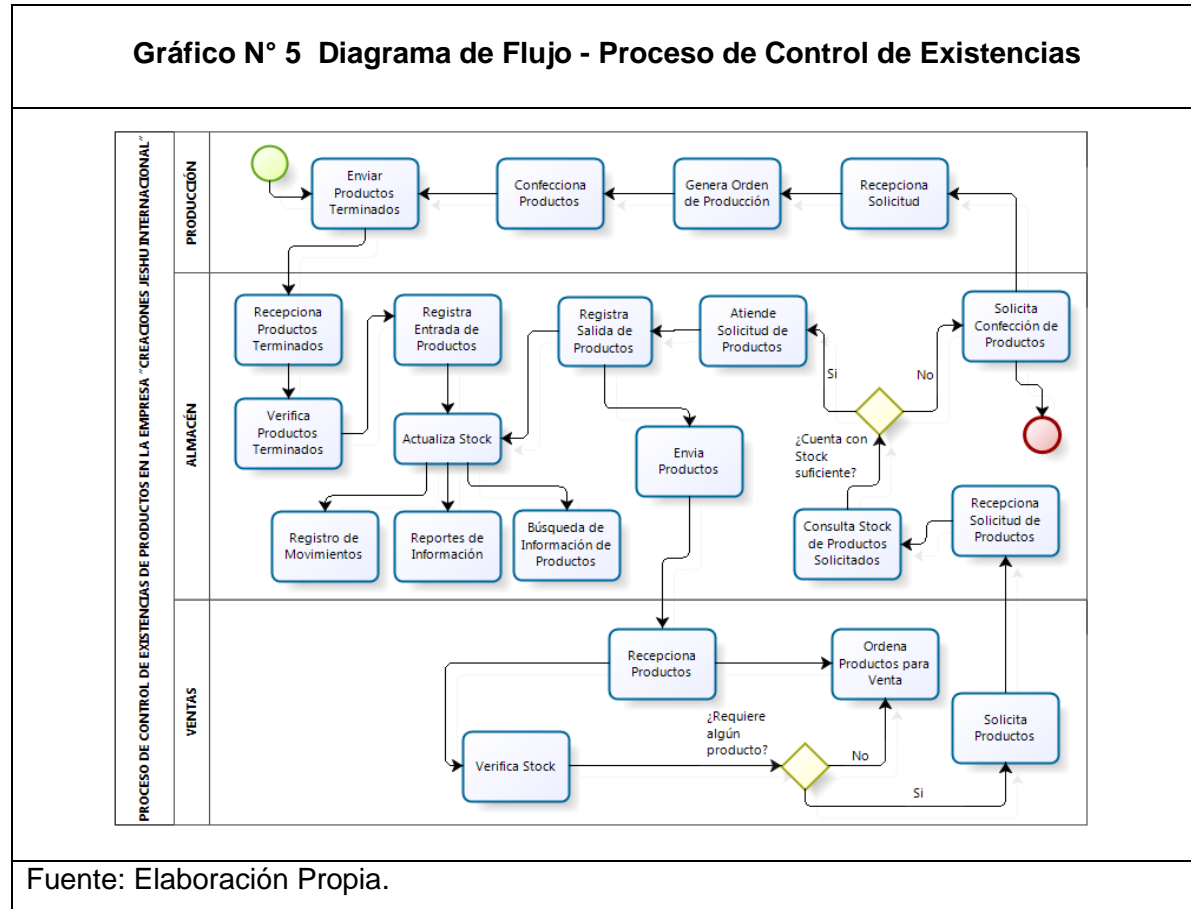 Gráfico N° 5 Diagrama de Flujo - Proceso de Control de Existencias
PROCESO DE CONTROL DE EXISTENCIAS DE PRODUCTOS EN LA EMPRESA "CREACIONES JESHU INTERNACIONAL"
PRODUCCIÓN
Enviar
Productos
Terminados
Confecciona
Productos
Genera Orden
de Producción
Recepciona
Solicitud
ALMACÉN
Recepciona
Productos
Terminados
Registra
Entrada de
Productos
Registra
Salida de
Productos
Atiende
Solicitud de
Productos
Solicita
Confección de
Productos
Si
No
Verifica
Productos
Terminados
Actualiza Stock
Envia
Productos
¿Cuenta con
Stock
suficiente?
Registro de
Movimientos
Reportes de
Información
Búsqueda de
Información de
Productos
Consulta Stock
de Productos
Solicitados
Recepciona
Solicitud de
Productos
VENTAS
Recepciona
Productos
Ordena
Productos para
Venta
Verifica Stock
¿Requiere
algún
producto?
No
Si
Solicita
Productos
Fuente: Elaboración Propia.